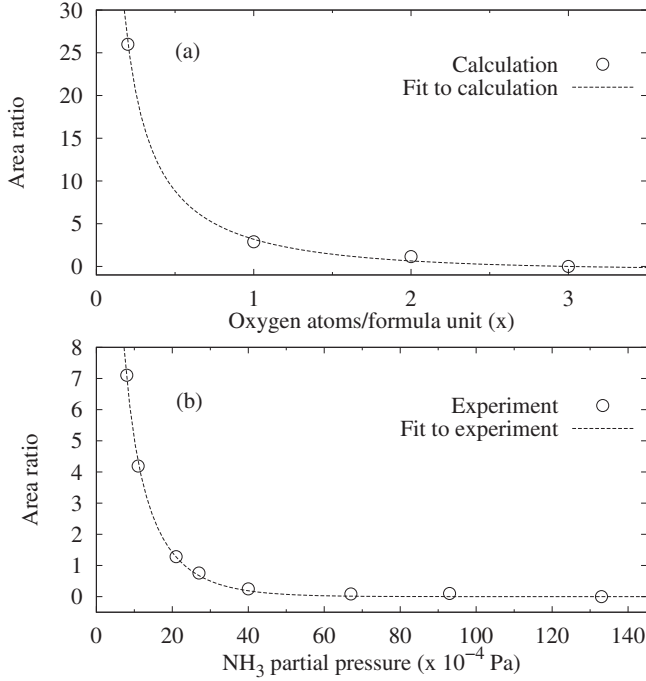 30
25
20
15
10
5
0
Area ratio
(a)
Calculation
Fit to calculation
0 1 2 3
Oxygen atoms/formula unit (x)
8
7
6
5
4
3
2
1
0
Area ratio
(b)
Experiment
Fit to experiment
0 20 40 60 80 100 120 140
NH₃ partial pressure (x 10⁻⁴ Pa)